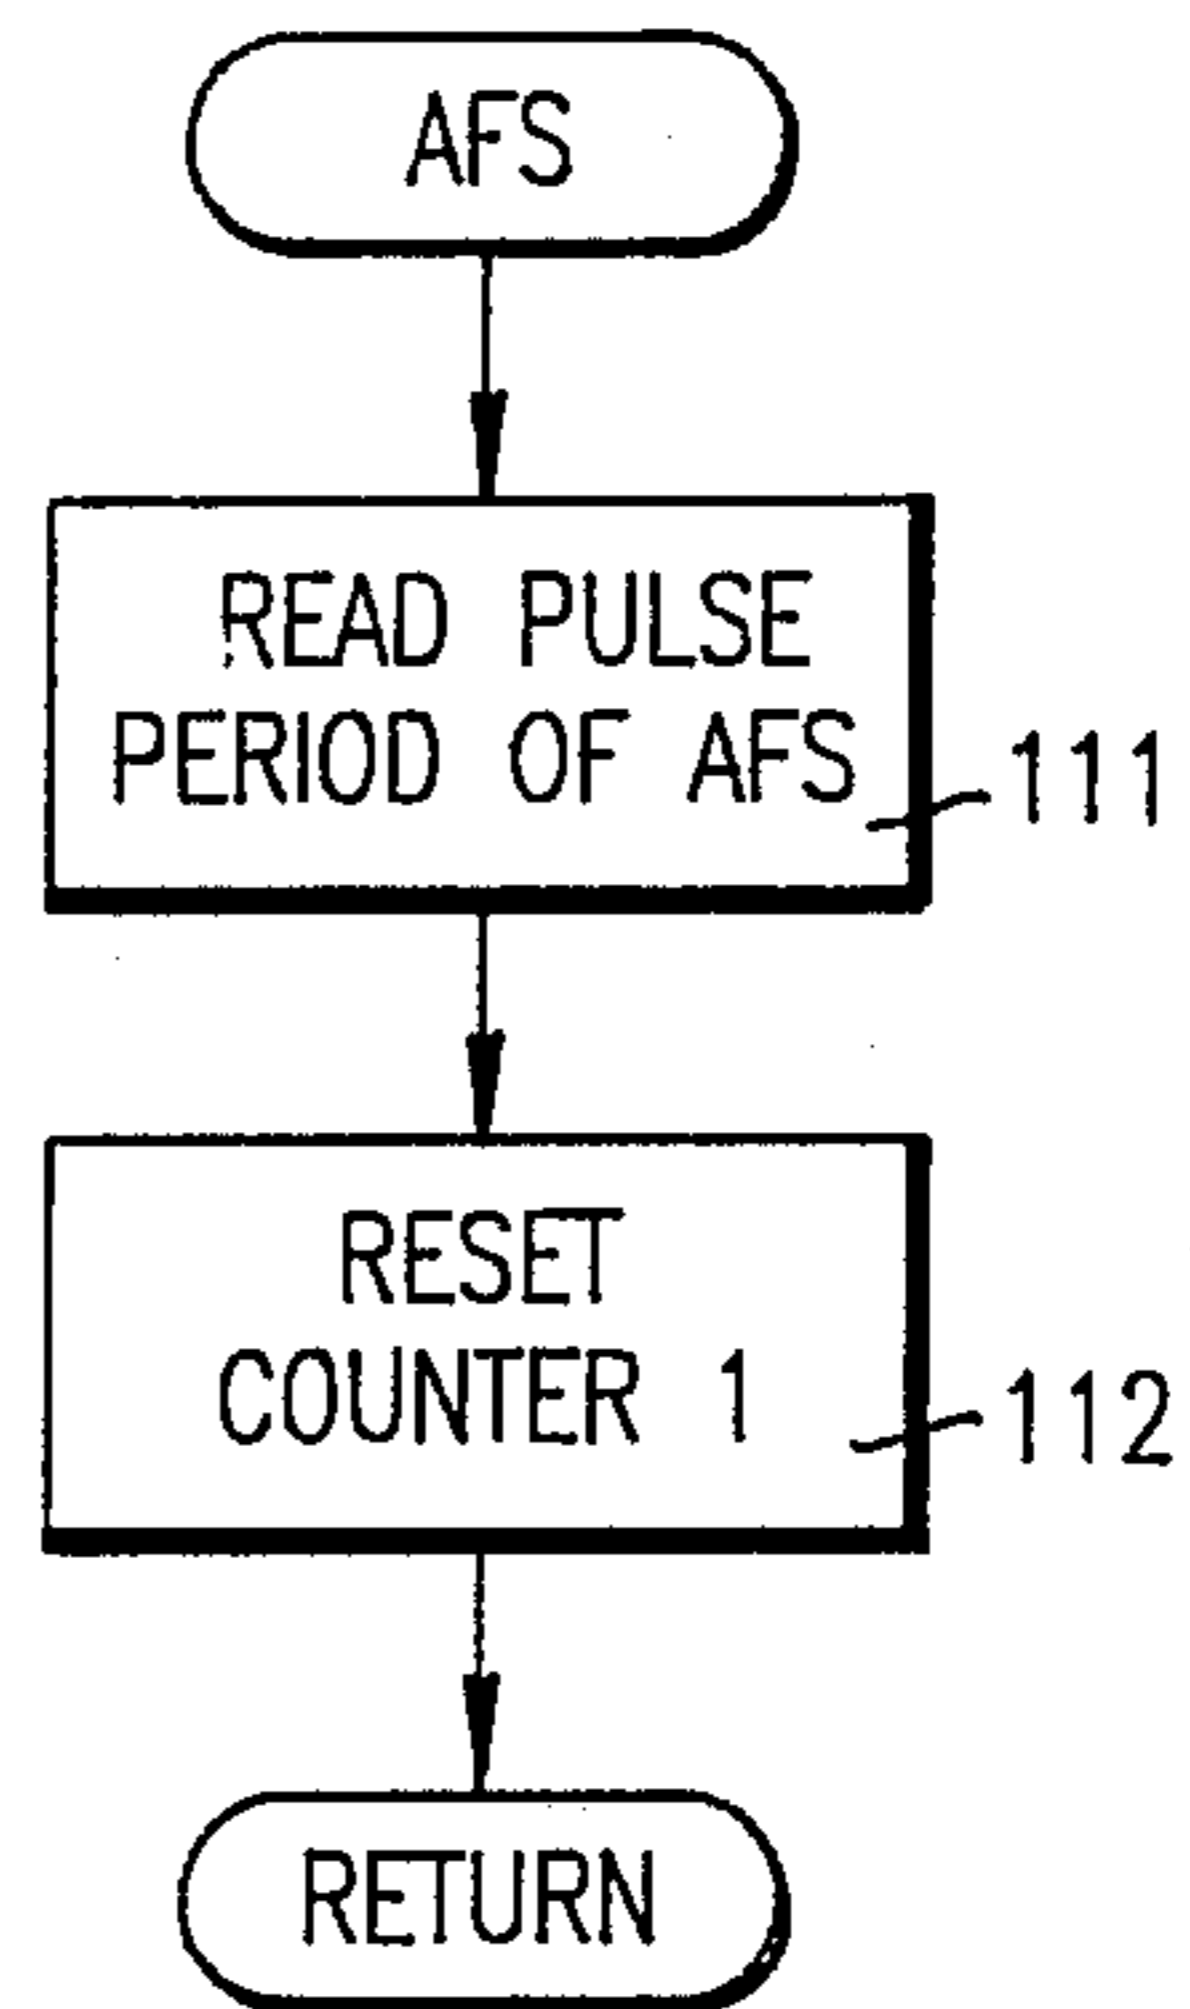 AFS
READ PULSE
PERIOD OF AFS
111
RESET
COUNTER 1
112
RETURN